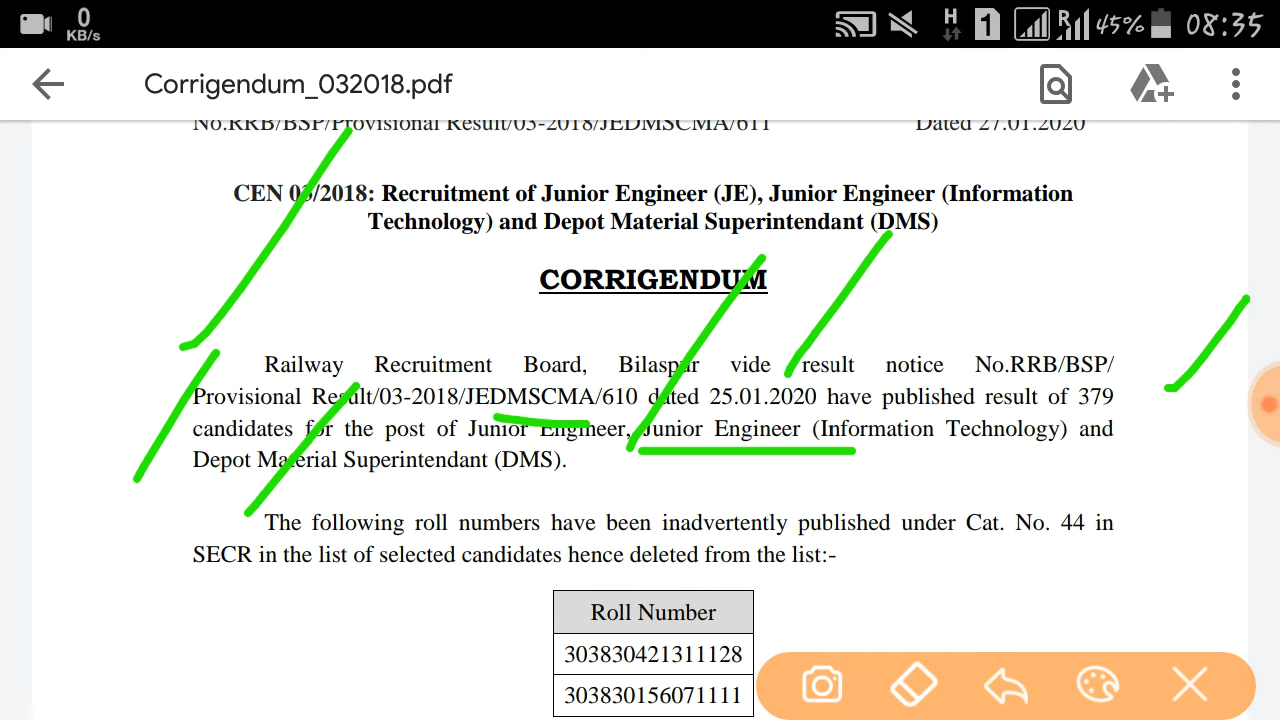 0
KB/s
H
1
R
45%
08:35
Corrigendum_032018.pdf
No.RRB/BSP/Provisional Result/03-2018/JEDMSCMA/611 Dated 27.01.2020
CEN 03/2018: Recruitment of Junior Engineer (JE), Junior Engineer (Information
Technology) and Depot Material Superintendant (DMS)
CORRIGENDUM
Railway Recruitment Board, Bilaspur vide result notice No.RRB/BSP/
Provisional Result/03-2018/JEDMSCMA/610 dated 25.01.2020 have published result of 379
candidates for the post of Junior Engineer, Junior Engineer (Information Technology) and
Depot Material Superintendant (DMS).
The following roll numbers have been inadvertently published under Cat. No. 44 in
SECR in the list of selected candidates hence deleted from the list:-
Roll Number
303830421311128
303830156071111